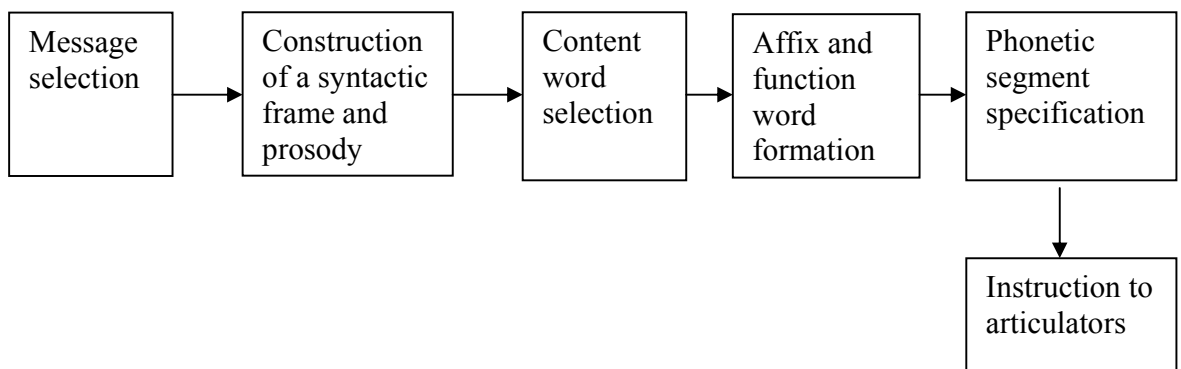 Message
selection
Construction
of a syntactic
frame and
prosody
Content
word
selection
Affix and
function
word
formation
Phonetic
segment
specification
Instruction to
articulators